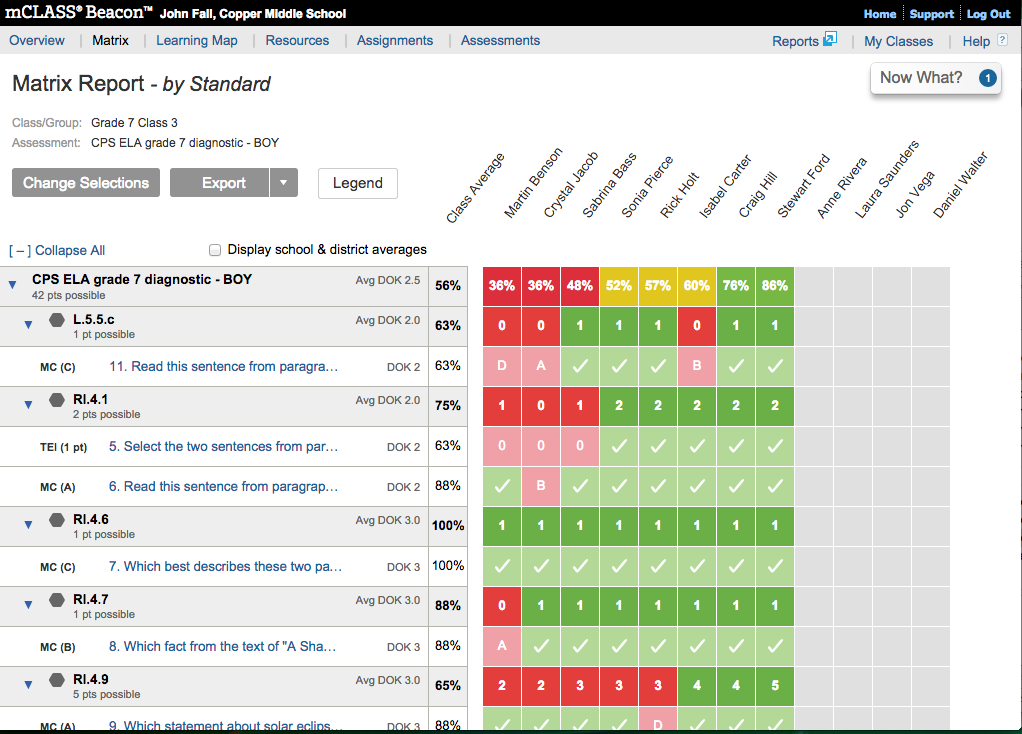 mCLASS® Beacon™ John Fall, Copper Middle School
Home Support Log Out
Overview Matrix Learning Map Resources Assignments Assessments
Reports My Classes Help ?
Matrix Report - by Standard
Now What? 1
Class/Group: Grade 7 Class 3
Assessment: CPS ELA grade 7 diagnostic - BOY
Change Selections Export Legend
Class Average
Martin Benson
Crystal Jacob
Sabrina Bass
Sonia Pierce
Rick Holt
Isabel Carter
Craig Hill
Stewart Ford
Anne Rivera
Laura Saunders
Jon Vega
Daniel Walter
[ – ] Collapse All Display school & district averages
CPS ELA grade 7 diagnostic - BOY Avg DOK 2.5 56% 36% 36% 48% 52% 57% 60% 76% 86%
42 pts possible
L.5.5.c Avg DOK 2.0 63% 0 0 1 1 1 0 1 1
1 pt possible
MC (C) 11. Read this sentence from paragra... DOK 2 63% D A ✓ ✓ ✓ B ✓ ✓
RI.4.1 Avg DOK 2.0 75% 1 0 1 2 2 2 2 2
2 pts possible
TEI (1 pt) 5. Select the two sentences from par... DOK 2 63% 0 0 0 ✓ ✓ ✓ ✓ ✓
MC (A) 6. Read this sentence from paragrap... DOK 2 88% ✓ B ✓ ✓ ✓ ✓ ✓ ✓
RI.4.6 Avg DOK 3.0 100% 1 1 1 1 1 1 1 1
1 pt possible
MC (C) 7. Which best describes these two pa... DOK 3 100% ✓ ✓ ✓ ✓ ✓ ✓ ✓ ✓
RI.4.7 Avg DOK 3.0 88% 0 1 1 1 1 1 1 1
1 pt possible
MC (B) 8. Which fact from the text of "A Sha... DOK 3 88% A ✓ ✓ ✓ ✓ ✓ ✓ ✓
RI.4.9 Avg DOK 3.0 65% 2 2 3 3 3 4 4 5
5 pts possible
MC (A) 9. Which statement about solar eclips... DOK 3 88% ✓ ✓ ✓ ✓ D ✓ ✓ ✓